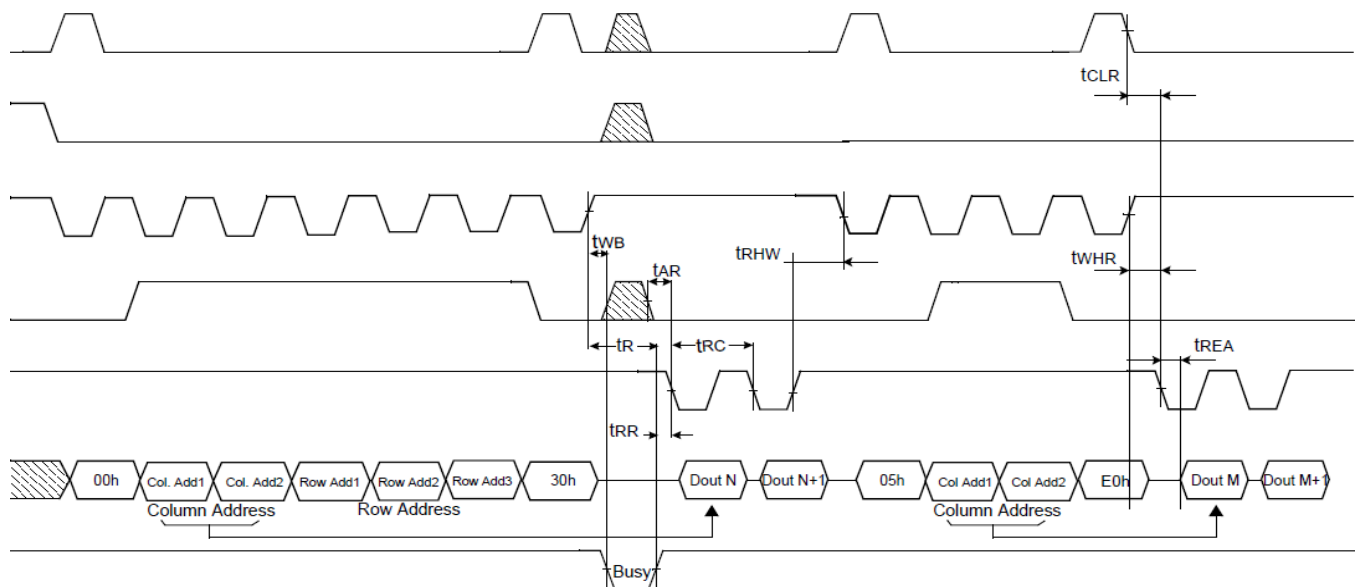 tCLR
tWB
tAR
tRHW
tWHR
tR
tRC
tREA
tRR
00h
Col. Add1
Col. Add2
Row Add1
Row Add2
Row Add3
30h
Dout N
Dout N+1
05h
Col Add1
Col Add2
E0h
Dout M
Dout M+1
Column Address
Row Address
Column Address
Busy